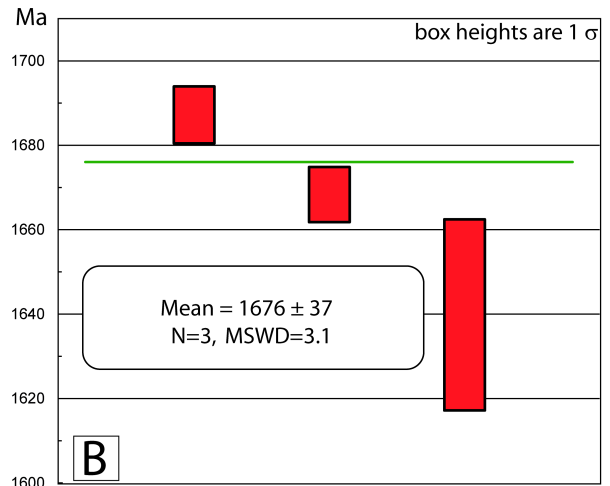 Ma
box heights are 1 σ
1700
1680
1660
1640
1620
1600
Mean = 1676 ± 37
N=3, MSWD=3.1
B